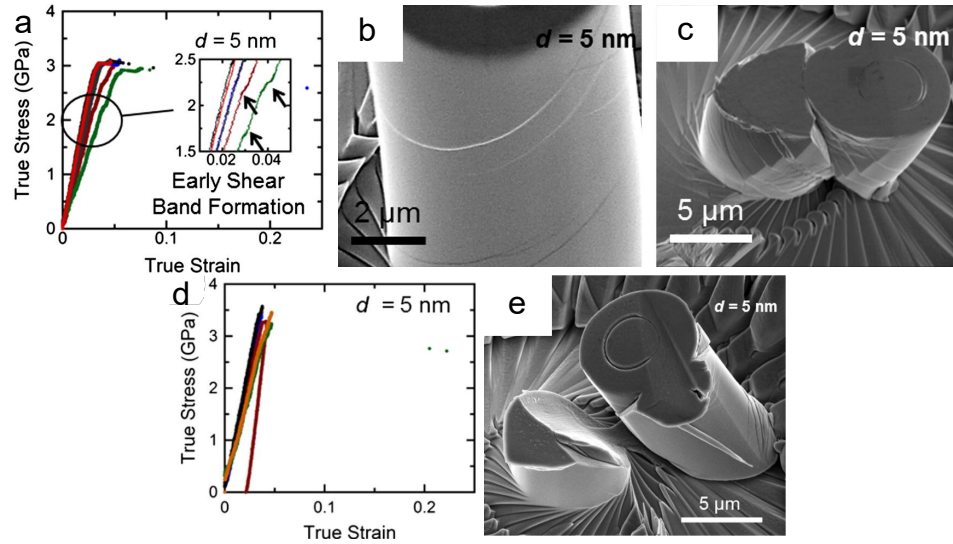 a
True Stress (GPa)
4
3
2
1
0
0
0.1
0.2
True Strain
d = 5 nm
2.5
2
1.5
0.02
0.04
Early Shear
Band Formation
b
d = 5 nm
2 µm
c
d = 5 nm
5 µm
d
True Stress (GPa)
4
3
2
1
0
0
0.1
0.2
True Strain
d = 5 nm
e
d = 5 nm
5 µm